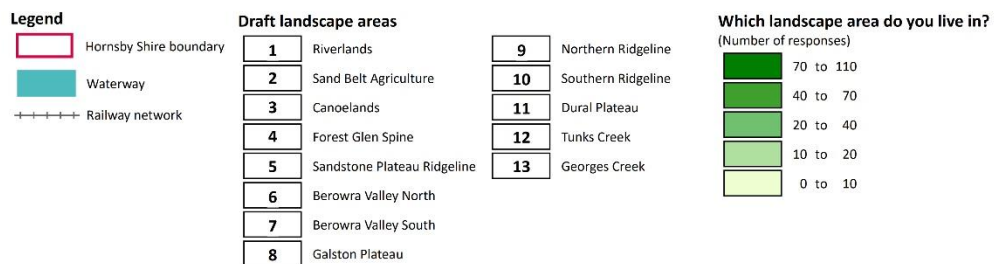 Legend
Hornsby Shire boundary
Waterway
Railway network
Draft landscape areas
1 Riverlands
2 Sand Belt Agriculture
3 Canoelands
4 Forest Glen Spine
5 Sandstone Plateau Ridgeline
6 Berowra Valley North
7 Berowra Valley South
8 Galston Plateau
9 Northern Ridgeline
10 Southern Ridgeline
11 Dural Plateau
12 Tunks Creek
13 Georges Creek
Which landscape area do you live in?
(Number of responses)
70 to 110
40 to 70
20 to 40
10 to 20
0 to 10